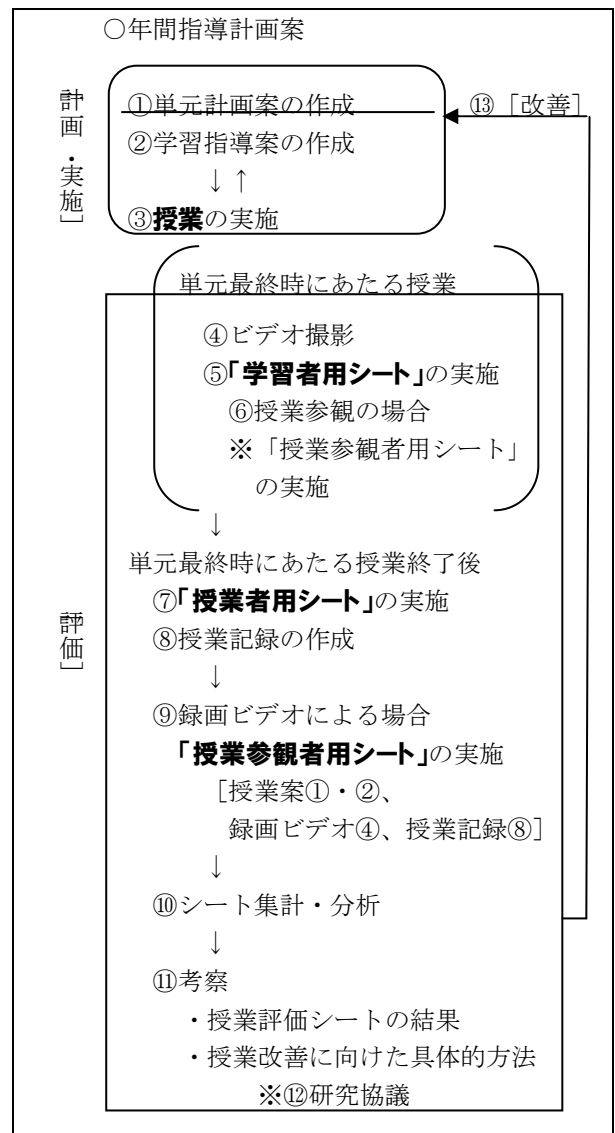 ○年間指導計画案
計画・実施］
①単元計画案の作成
⑬［改善］
②学習指導案の作成
↓↑
③授業の実施
単元最終時にあたる授業
④ビデオ撮影
⑤「学習者用シート」の実施
⑥授業参観の場合
※「授業参観者用シート」
の実施
↓
単元最終時にあたる授業終了後
⑦「授業者用シート」の実施
評価］
⑧授業記録の作成
↓
⑨録画ビデオによる場合
「授業参観者用シート」の実施
［授業案①・②、
録画ビデオ④、授業記録⑧］
↓
⑩シート集計・分析
↓
⑪考察
・授業評価シートの結果
・授業改善に向けた具体的方法
※⑫研究協議